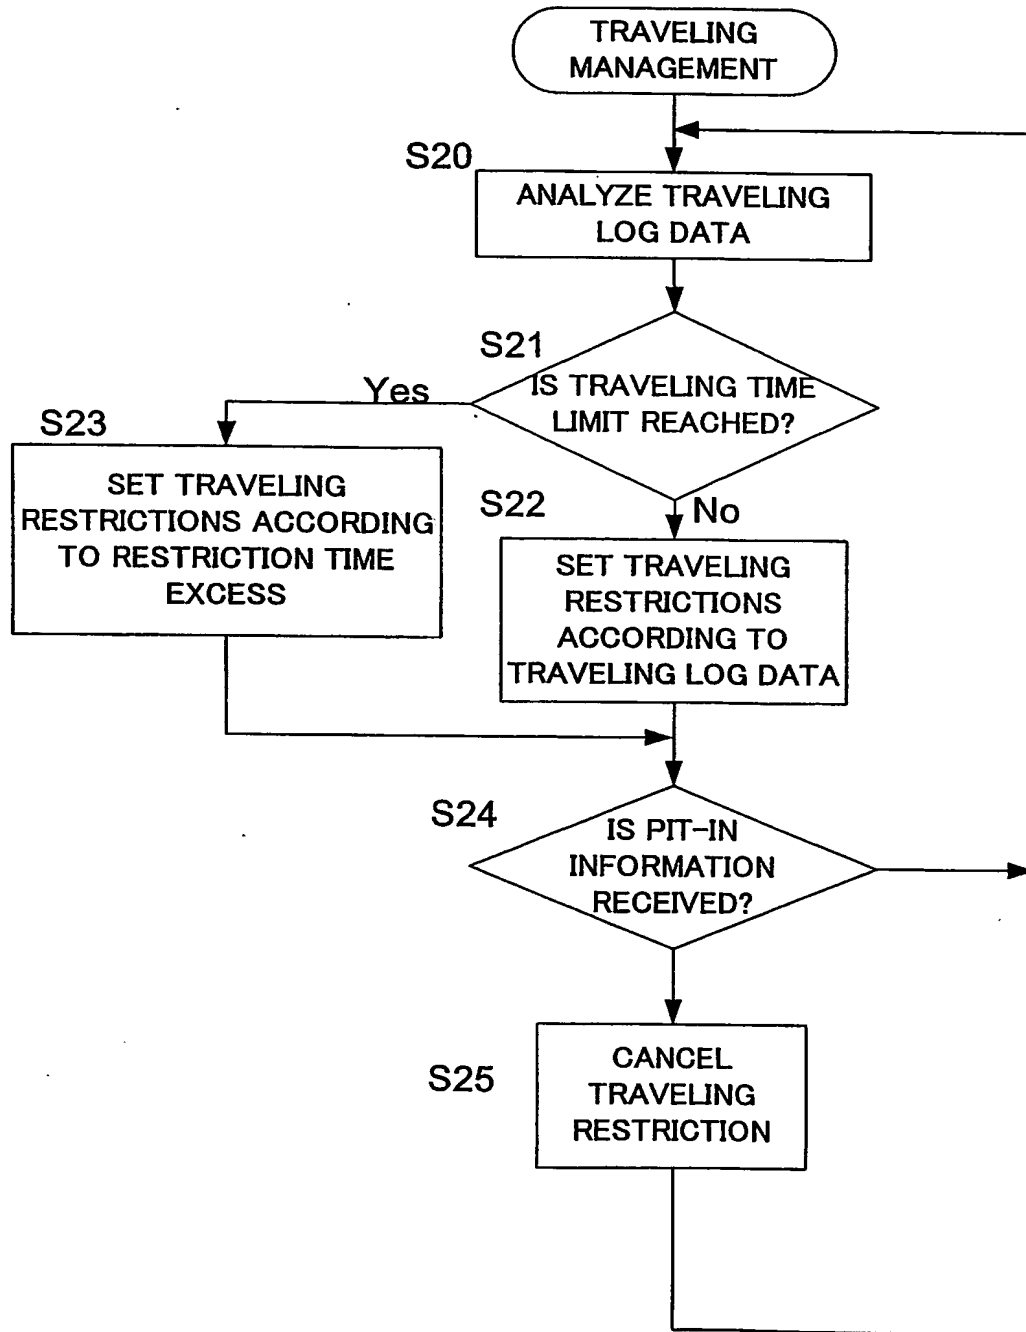 TRAVELING
MANAGEMENT
S20
ANALYZE TRAVELING
LOG DATA
S21
IS TRAVELING TIME
LIMIT REACHED?
Yes
S23
SET TRAVELING
RESTRICTIONS ACCORDING
TO RESTRICTION TIME
EXCESS
No
S22
SET TRAVELING
RESTRICTIONS
ACCORDING TO
TRAVELING LOG DATA
S24
IS PIT-IN
INFORMATION
RECEIVED?
S25
CANCEL
TRAVELING
RESTRICTION